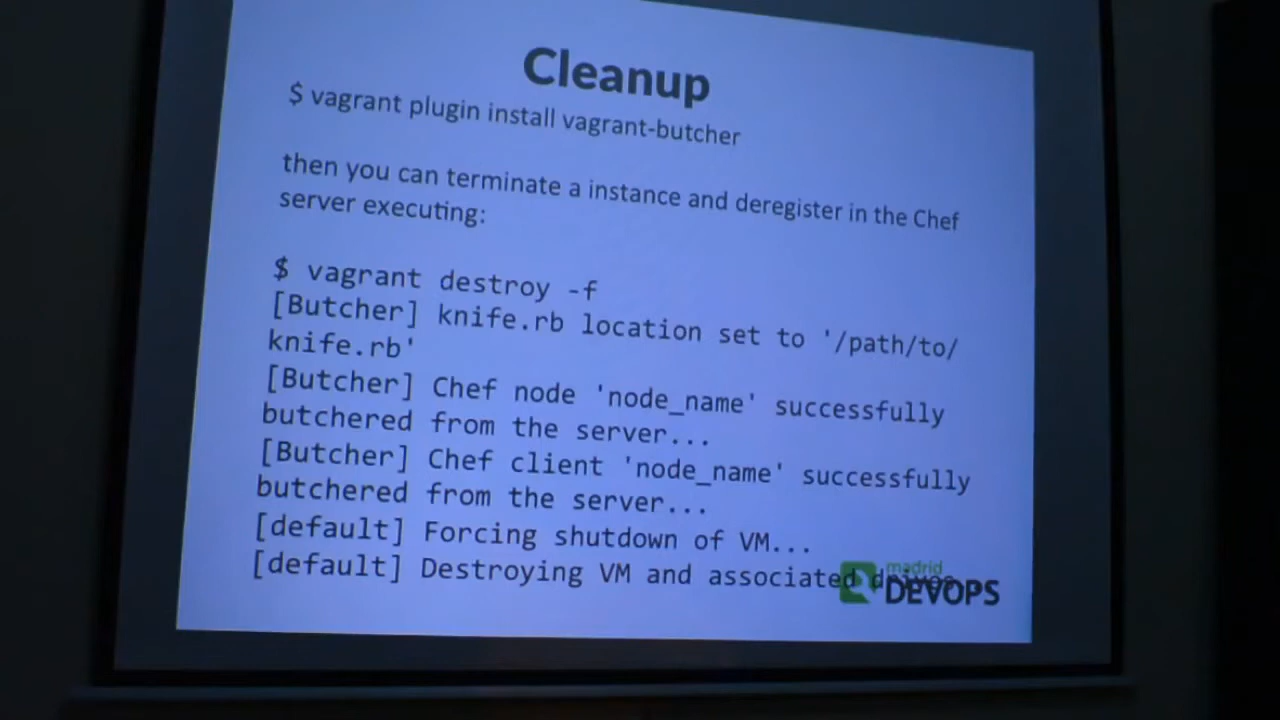 Cleanup
$ vagrant plugin install vagrant-butcher
then you can terminate a instance and deregister in the Chef
server executing:
$ vagrant destroy -f
[Butcher] knife.rb location set to '/path/to/
knife.rb'
[Butcher] Chef node 'node_name' successfully
butchered from the server...
[Butcher] Chef client 'node_name' successfully
butchered from the server...
[default] Forcing shutdown of VM...
[default] Destroying VM and associated
madrid
DEVOPS